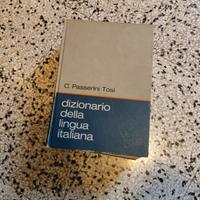 C. Passerini Tosi
dizionario
della
lingua
italiana